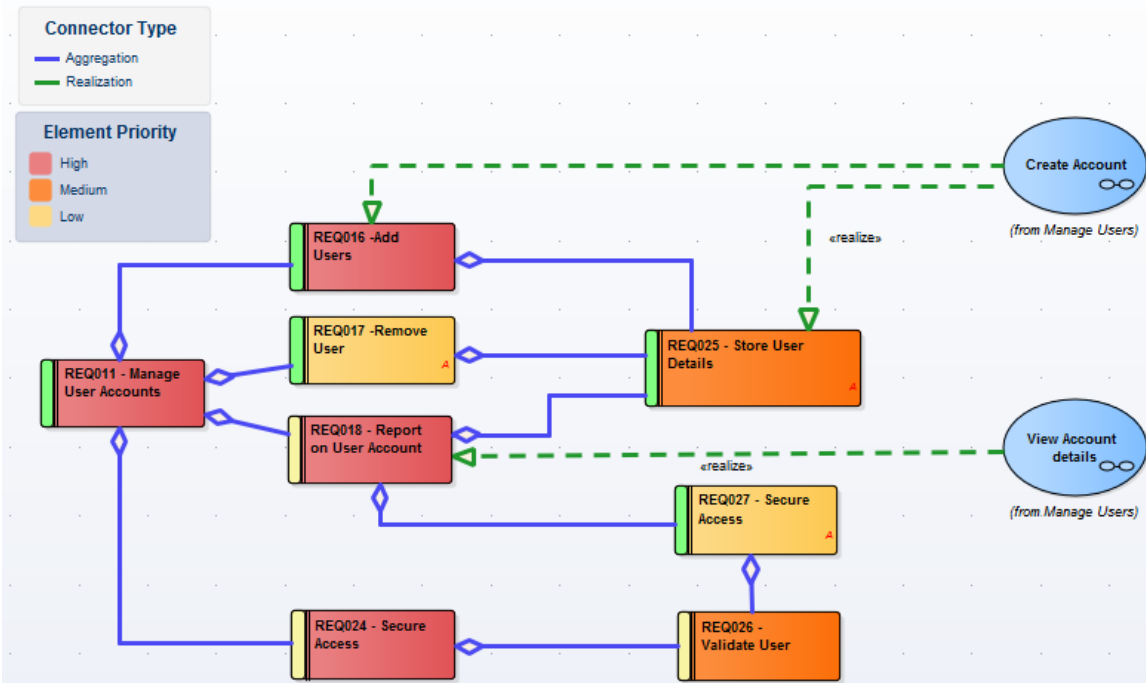 Connector Type
Aggregation
Realization
Element Priority
High
Medium
Low
Create Account
(from Manage Users)
«realize»
REQ016 -Add
Users
REQ017 -Remove
User
A
REQ025 - Store User
Details
A
REQ011 - Manage
User Accounts
REQ018 - Report
on User Account
View Account
details
(from Manage Users)
«realize»
REQ027 - Secure
Access
A
REQ024 - Secure
Access
REQ026 -
Validate User